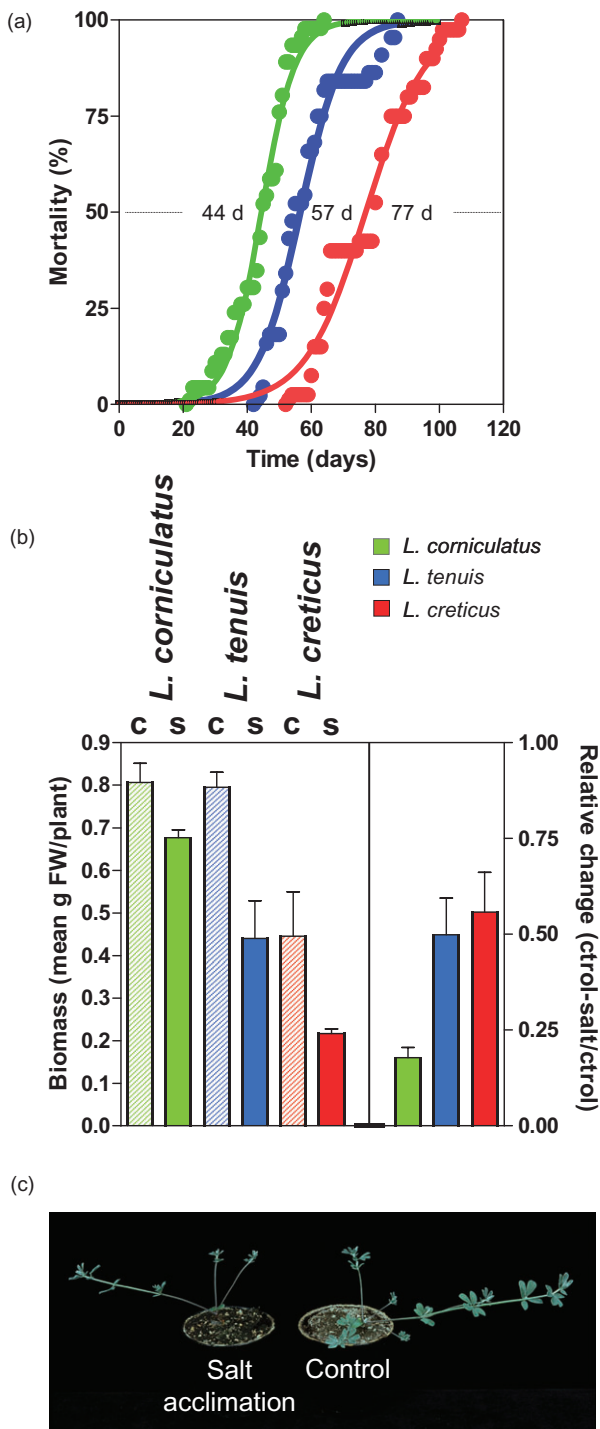 (a)
100
75
50
25
0
Mortality (%)
44 d
57 d
77 d
0 20 40 60 80 100 120
Time (days)
(b)
L. corniculatus
L. tenuis
L. creticus
L. corniculatus
L. tenuis
L. creticus
c s c s c s
0.9
0.8
0.7
0.6
0.5
0.4
0.3
0.2
0.1
0.0
Biomass (mean g FW/plant)
1.00
0.75
0.50
0.25
0.00
Relative change (ctrol-salt/ctrol)
(c)
Salt
acclimation
Control